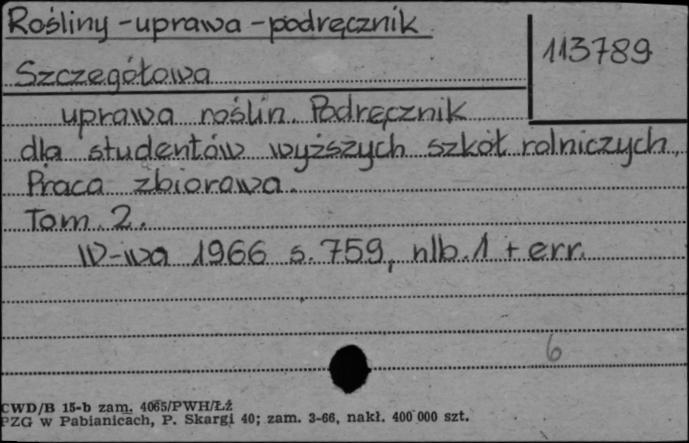 Rośliny - uprawa - podręcznik
113789
Szczegółowa
uprawa roślin. Podręcznik
dla studentów wyższych szkół rolniczych.
Praca zbiorowa.
Tom 2.
W-wa 1966 s. 759, nlb. 1 + err.
6
CWD/B 15-b zam. 4065/PWH/Łż
PZG w Pabianicach, P. Skargi 40; zam. 3-66, nakł. 400 000 szt.